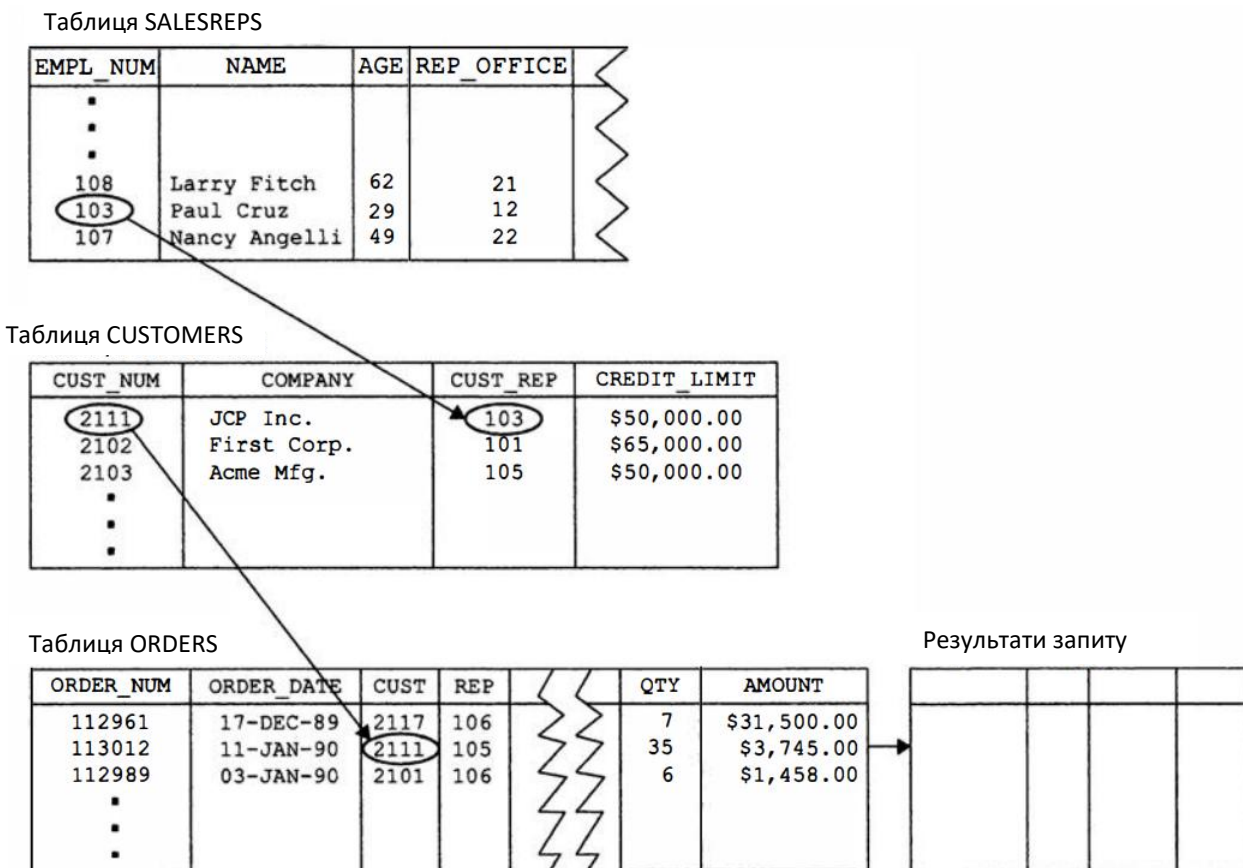 Таблиця SALESREPS
EMPL_NUM NAME AGE REP_OFFICE
108 Larry Fitch 62 21
103 Paul Cruz 29 12
107 Nancy Angelli 49 22
Таблиця CUSTOMERS
CUST_NUM COMPANY CUST_REP CREDIT_LIMIT
2111 JCP Inc. 103 $50,000.00
2102 First Corp. 101 $65,000.00
2103 Acme Mfg. 105 $50,000.00
Таблиця ORDERS Результати запиту
ORDER_NUM ORDER_DATE CUST REP QTY AMOUNT
112961 17-DEC-89 2117 106 7 $31,500.00
113012 11-JAN-90 2111 105 35 $3,745.00
112989 03-JAN-90 2101 106 6 $1,458.00